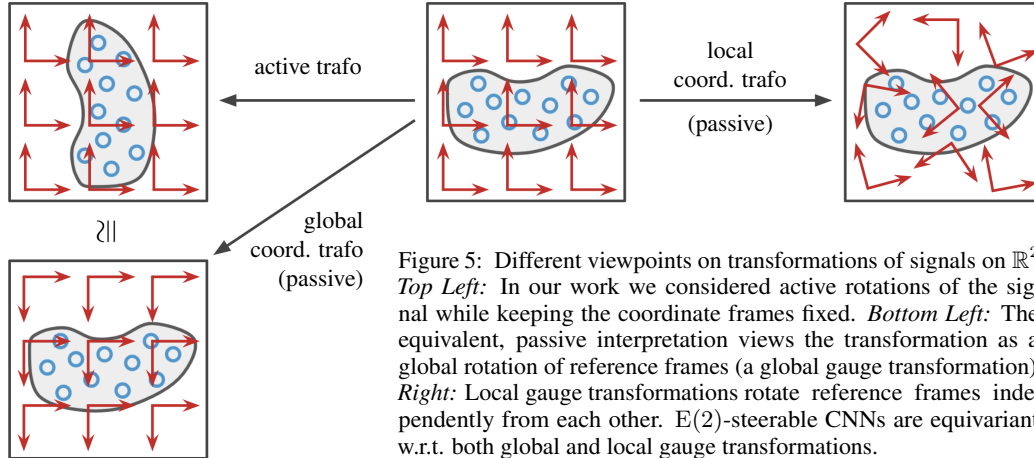 active trafo
local
coord. trafo
(passive)
≃
global
coord. trafo
(passive)
Figure 5: Different viewpoints on transformations of signals on ℝ²
Top Left: In our work we considered active rotations of the sig-
nal while keeping the coordinate frames fixed. Bottom Left: The
equivalent, passive interpretation views the transformation as a
global rotation of reference frames (a global gauge transformation)
Right: Local gauge transformations rotate reference frames inde
pendently from each other. E(2)-steerable CNNs are equivariant
w.r.t. both global and local gauge transformations.